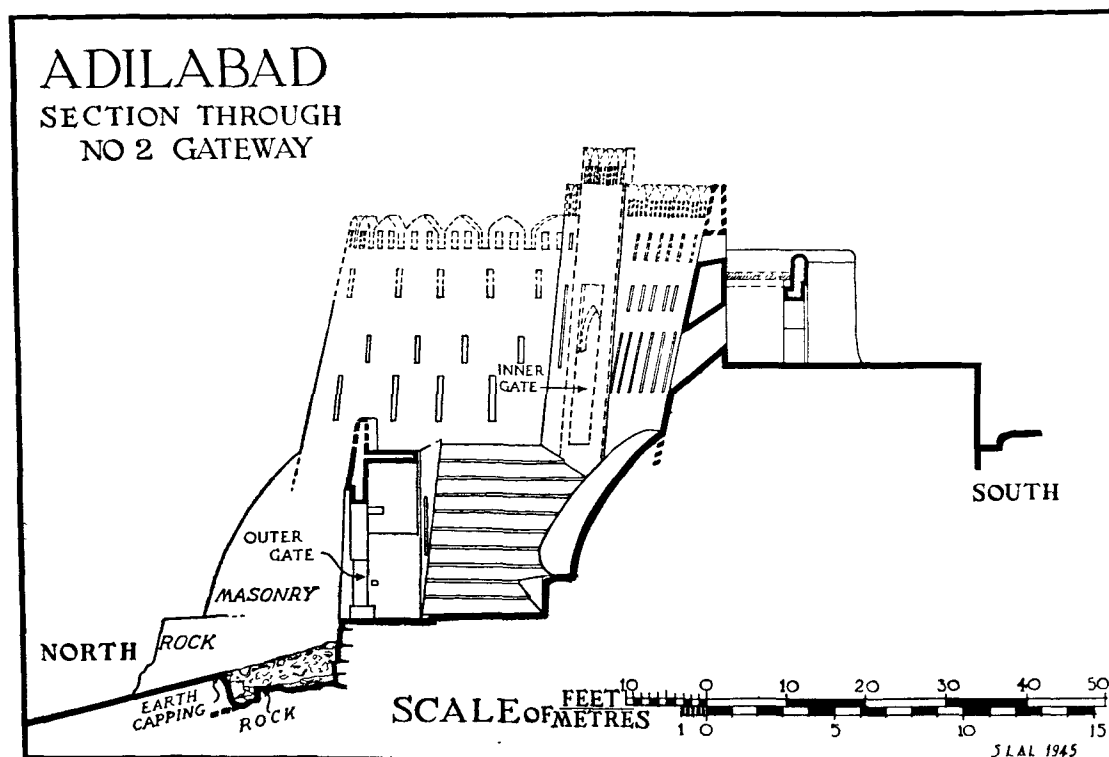 ADILABAD
SECTION THROUGH
NO 2 GATEWAY
INNER
GATE
SOUTH
OUTER
GATE
MASONRY
NORTH
ROCK
EARTH
CAPPING
ROCK
SCALE OF FEET
METRES
10 0 10 20 30 40 50
1 0 5 10 15
S LAL 1945